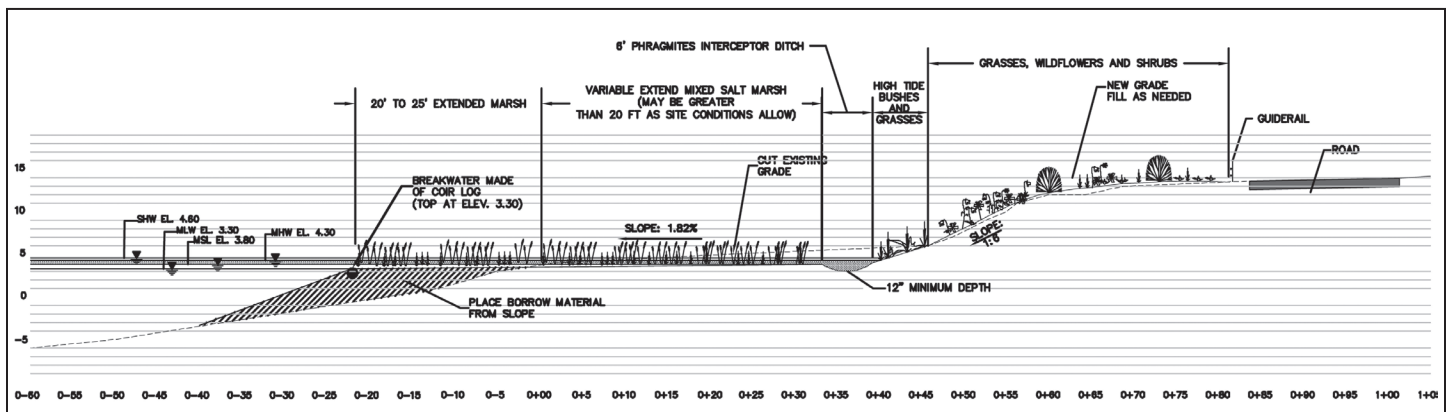 6' PHRAGMITES INTERCEPTOR DITCH
GRASSES, WILDFLOWERS AND SHRUBS
20' TO 25' EXTENDED MARSH
VARIABLE EXTEND MIXED SALT MARSH
(MAY BE GREATER
THAN 20 FT AS SITE CONDITIONS ALLOW)
HIGH TIDE
BUSHES
AND
GRASSES
NEW GRADE
FILL AS NEEDED
GUIDERAIL
ROAD
CUT EXISTING
GRADE
BREAKWATER MADE
OF COIR LOG
(TOP AT ELEV. 3.30)
SHW EL. 4.60
MLW EL. 3.30
MSL EL. 3.80
MHW EL. 4.30
SLOPE: 1.82%
SLOPE:
1:6
12" MINIMUM DEPTH
PLACE BORROW MATERIAL
FROM SLOPE
15
10
5
0
-5
0-60 0-55 0-50 0-45 0-40 0-35 0-30 0-25 0-20 0-15 0-10 0-05 0+00 0+05 0+10 0+15 0+20 0+25 0+30 0+35 0+40 0+45 0+50 0+55 0+60 0+65 0+70 0+75 0+80 0+85 0+90 0+95 1+00 1+05